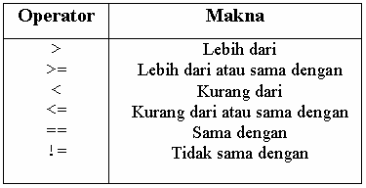 Operator Makna
> Lebih dari
>= Lebih dari atau sama dengan
< Kurang dari
<= Kurang dari atau sama dengan
== Sama dengan
!= Tidak sama dengan